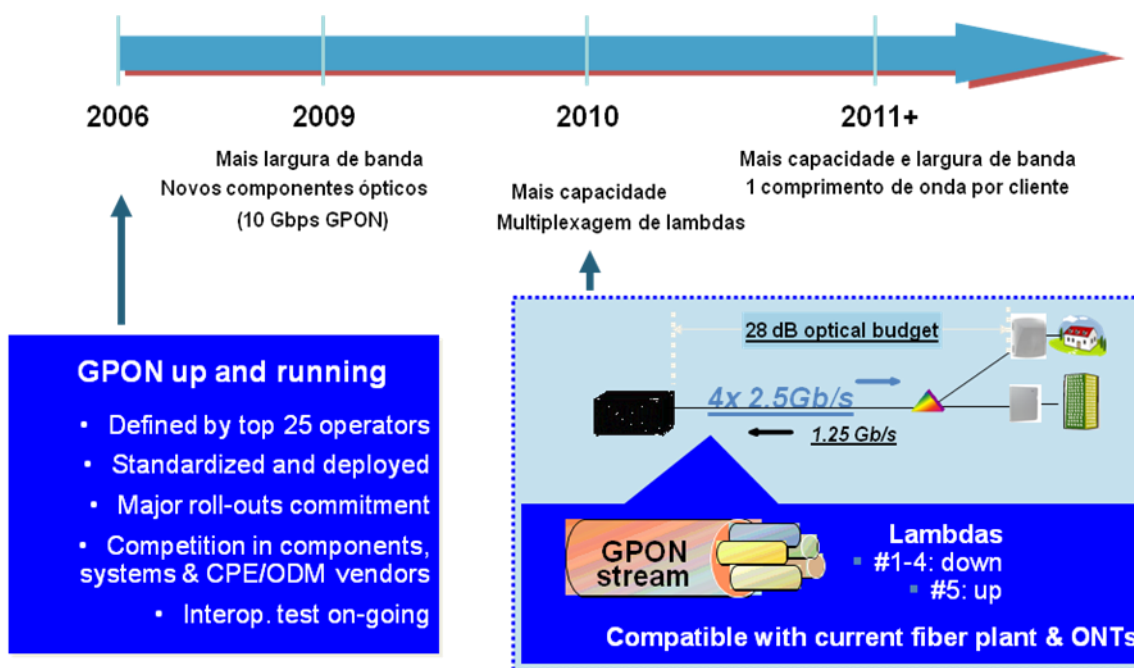 2006
2009
2010
2011+
Mais largura de banda
Novos componentes ópticos
(10 Gbps GPON)
Mais capacidade
Multiplexagem de lambdas
Mais capacidade e largura de banda
1 comprimento de onda por cliente
GPON up and running
• Defined by top 25 operators
• Standardized and deployed
• Major roll-outs commitment
• Competition in components,
systems & CPE/ODM vendors
• Interop. test on-going
28 dB optical budget
4x 2.5Gb/s
1.25 Gb/s
GPON
stream
Lambdas
▪ #1-4: down
▪ #5: up
Compatible with current fiber plant & ONTs